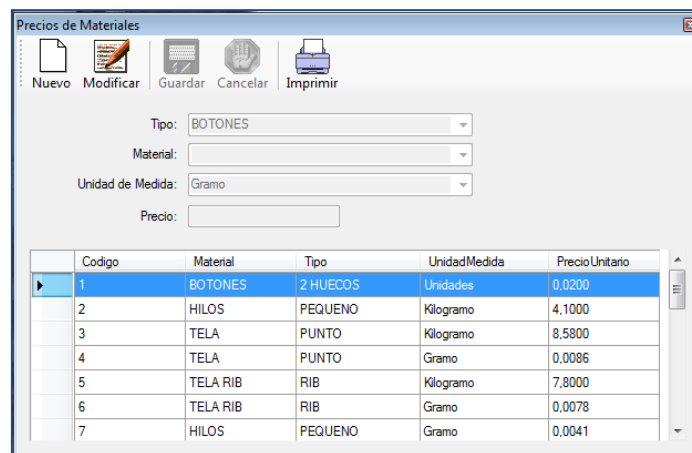 Precios de Materiales
Nuevo Modificar Guardar Cancelar Imprimir
Tipo: BOTONES
Material:
Unidad de Medida: Gramo
Precio:
Codigo Material Tipo UnidadMedida PrecioUnitario
1 BOTONES 2 HUECOS Unidades 0,0200
2 HILOS PEQUENO Kilogramo 4,1000
3 TELA PUNTO Kilogramo 8,5800
4 TELA PUNTO Gramo 0,0086
5 TELA RIB RIB Kilogramo 7,8000
6 TELA RIB RIB Gramo 0,0078
7 HILOS PEQUENO Gramo 0,0041